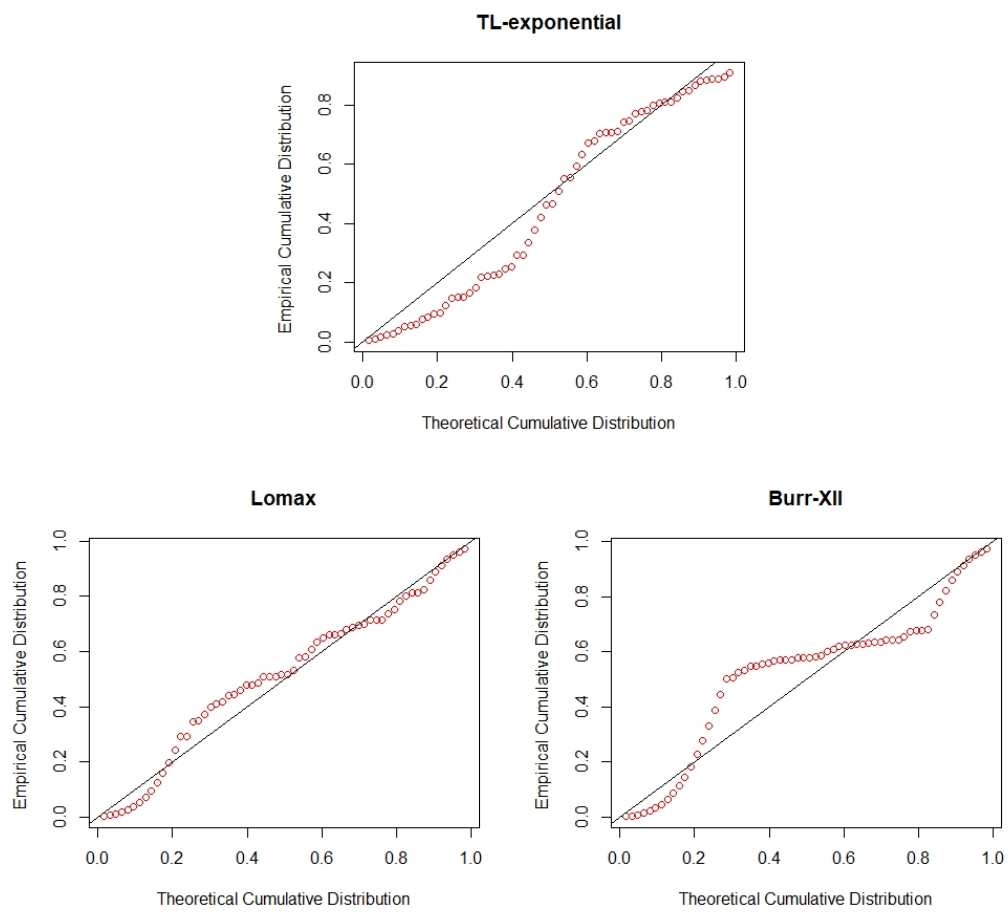 TL-exponential
Empirical Cumulative Distribution
0.0 0.2 0.4 0.6 0.8
0.0 0.2 0.4 0.6 0.8 1.0
Theoretical Cumulative Distribution
Lomax
Empirical Cumulative Distribution
0.0 0.2 0.4 0.6 0.8 1.0
0.0 0.2 0.4 0.6 0.8 1.0
Theoretical Cumulative Distribution
Burr-XII
Empirical Cumulative Distribution
0.0 0.2 0.4 0.6 0.8 1.0
0.0 0.2 0.4 0.6 0.8 1.0
Theoretical Cumulative Distribution